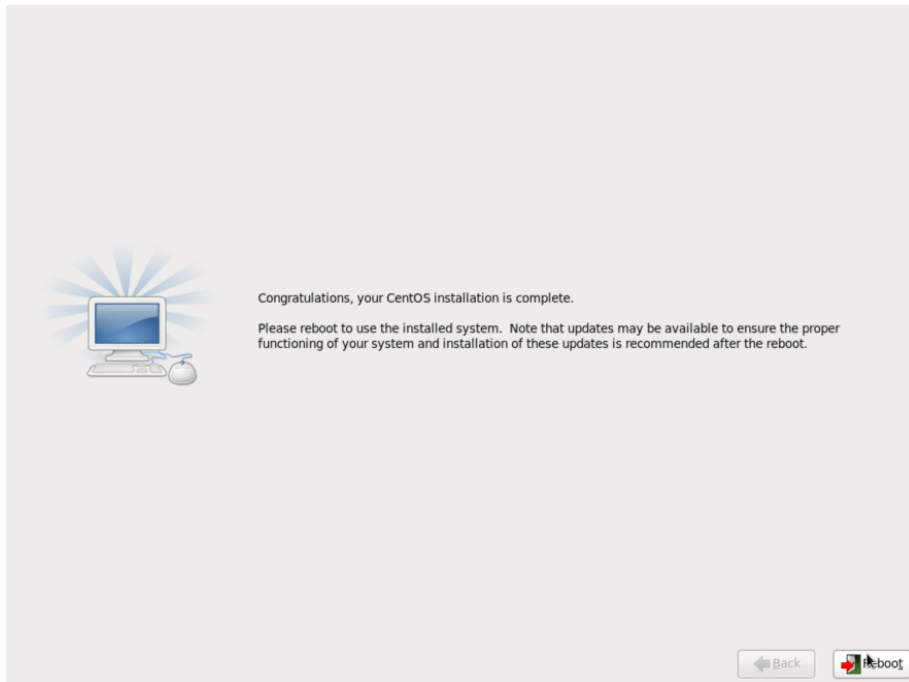 Congratulations, your CentOS installation is complete.
Please reboot to use the installed system.  Note that updates may be available to ensure the proper
functioning of your system and installation of these updates is recommended after the reboot.
Back
Reboot